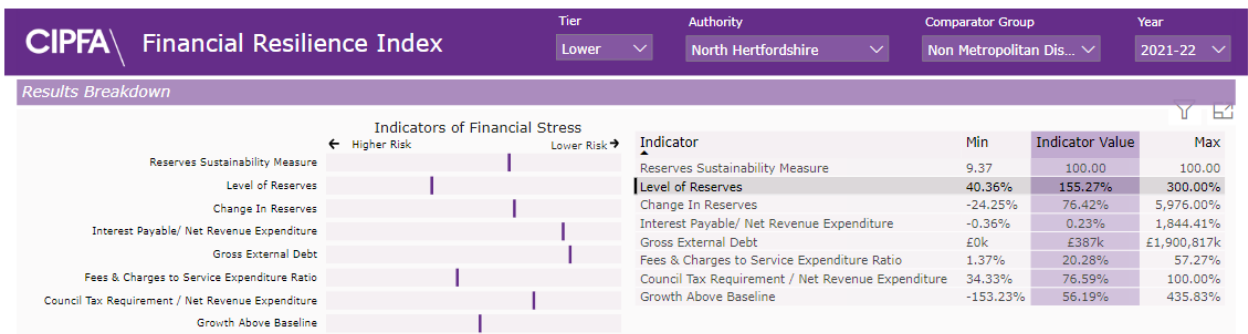 Tier Authority Comparator Group Year
CIPFA Financial Resilience Index Lower North Hertfordshire Non Metropolitan Dis... 2021-22
Results Breakdown
Indicators of Financial Stress
← Higher Risk Lower Risk →
Reserves Sustainability Measure
Level of Reserves
Change In Reserves
Interest Payable/ Net Revenue Expenditure
Gross External Debt
Fees & Charges to Service Expenditure Ratio
Council Tax Requirement / Net Revenue Expenditure
Growth Above Baseline
Indicator Min Indicator Value Max
Reserves Sustainability Measure 9.37 100.00 100.00
Level of Reserves 40.36% 155.27% 300.00%
Change In Reserves -24.25% 76.42% 5,976.00%
Interest Payable/ Net Revenue Expenditure -0.36% 0.23% 1,844.41%
Gross External Debt £0k £387k £1,900,817k
Fees & Charges to Service Expenditure Ratio 1.37% 20.28% 57.27%
Council Tax Requirement / Net Revenue Expenditure 34.33% 76.59% 100.00%
Growth Above Baseline -153.23% 56.19% 435.83%